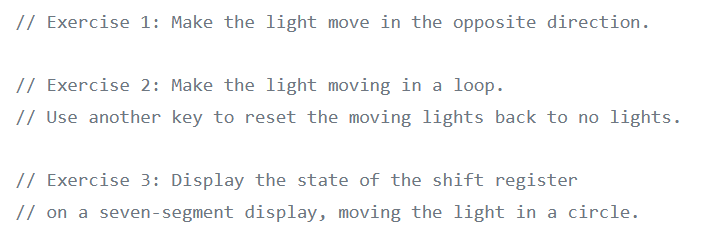 // Exercise 1: Make the light move in the opposite direction.
// Exercise 2: Make the light moving in a loop.
// Use another key to reset the moving lights back to no lights.
// Exercise 3: Display the state of the shift register
// on a seven-segment display, moving the light in a circle.